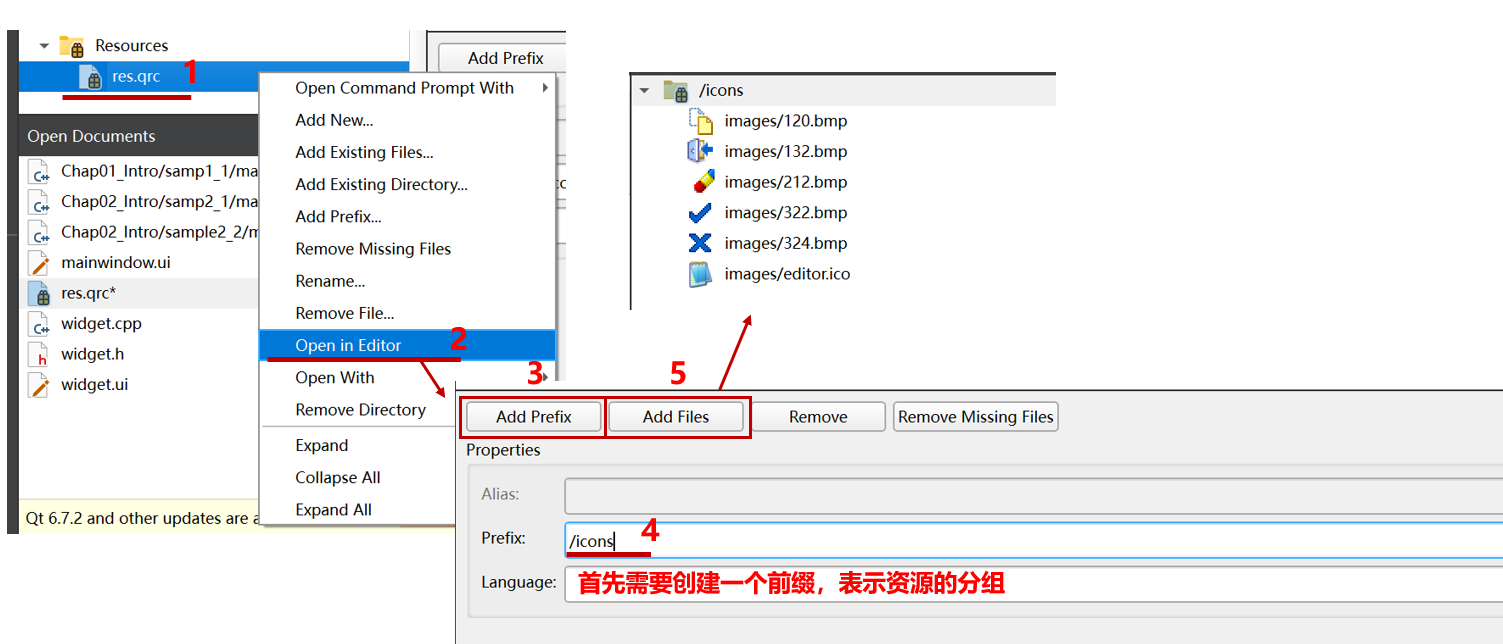 Resources
res.qrc
1
Open Documents
Chap01_Intro/samp1_1/ma
Chap02_Intro/samp2_1/ma
Chap02_Intro/sample2_2/m
mainwindow.ui
res.qrc*
widget.cpp
widget.h
widget.ui
Qt 6.7.2 and other updates are a
Add Prefix
Open Command Prompt With
Add New...
Add Existing Files...
Add Existing Directory...
Add Prefix...
Remove Missing Files
Rename...
Remove File...
Open in Editor
2
Open With
Remove Directory
Expand
Collapse All
Expand All
/icons
images/120.bmp
images/132.bmp
images/212.bmp
images/322.bmp
images/324.bmp
images/editor.ico
3
5
Add Prefix
Add Files
Remove
Remove Missing Files
Properties
Alias:
Prefix:
/icons
4
Language:
首先需要创建一个前缀，表示资源的分组